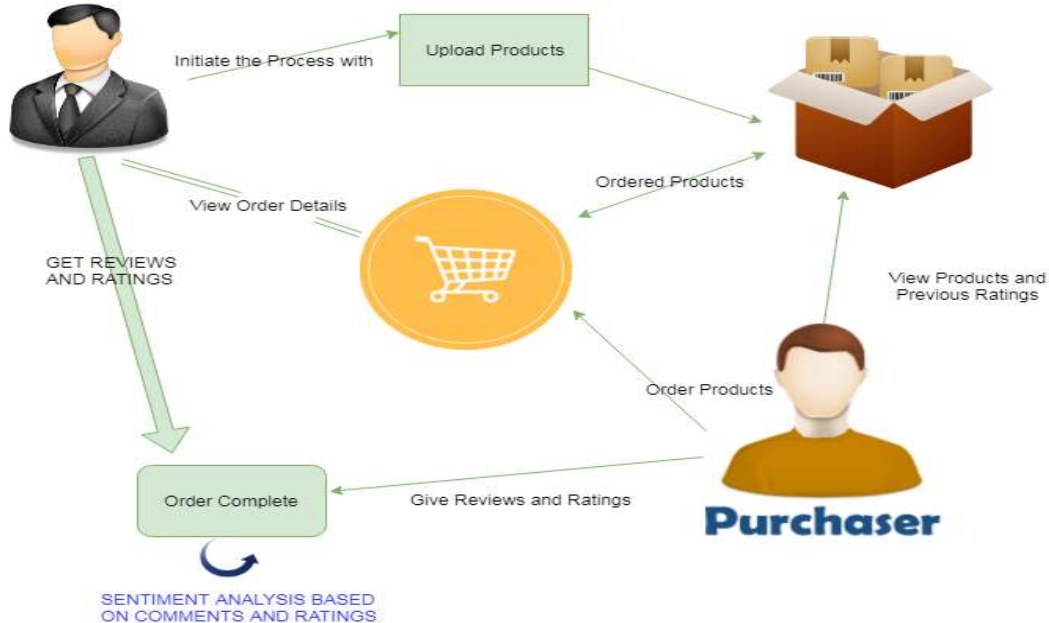 Upload Products
Initiate the Process with
Ordered Products
View Order Details
GET REVIEWS
AND RATINGS
View Products and
Previous Ratings
Order Products
Order Complete
Give Reviews and Ratings
Purchaser
SENTIMENT ANALYSIS BASED
ON COMMENTS AND RATINGS